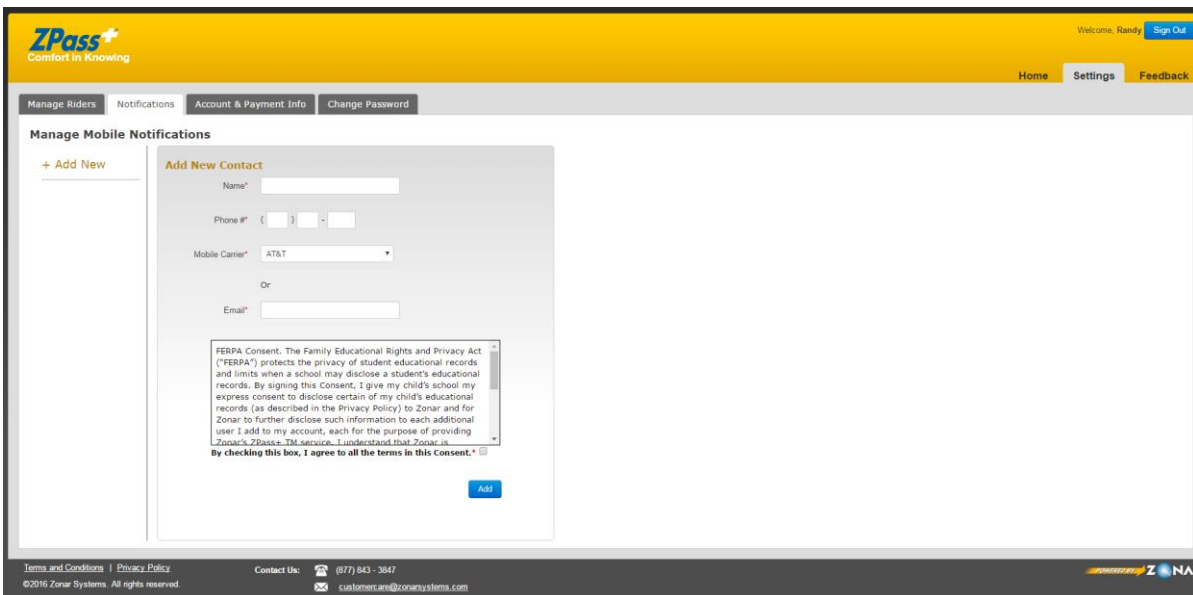 ZPass+
Comfort in Knowing
Welcome, Randy Sign Out
Home Settings Feedback
Manage Riders Notifications Account & Payment Info Change Password
Manage Mobile Notifications
+ Add New
Add New Contact
Name*
Phone #* ( ) -
Mobile Carrier* AT&T
Or
Email*
FERPA Consent. The Family Educational Rights and Privacy Act
("FERPA") protects the privacy of student educational records
and limits when a school may disclose a student's educational
records. By signing this Consent, I give my child's school my
express consent to disclose certain of my child's educational
records (as described in the Privacy Policy) to Zonar and for
Zonar to further disclose such information to each additional
user I add to my account, each for the purpose of providing
Zonar's ZPass+ TM service. I understand that Zonar is
By checking this box, I agree to all the terms in this Consent.*
Add
Terms and Conditions | Privacy Policy
©2016 Zonar Systems. All rights reserved.
Contact Us: (877) 843 - 3847
customercare@zonarsystems.com
POWERED BY ZONA